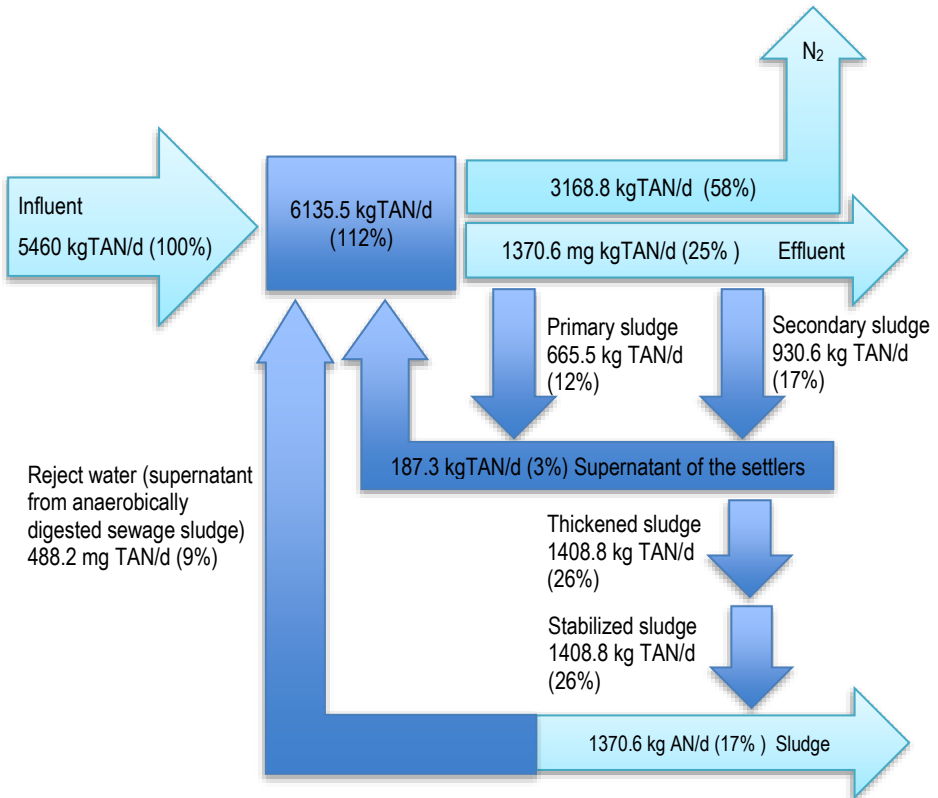 N₂
3168.8 kgTAN/d (58%)
Influent
5460 kgTAN/d (100%)
6135.5 kgTAN/d
(112%)
1370.6 mg kgTAN/d (25% ) Effluent
Primary sludge
665.5 kg TAN/d
(12%)
Secondary sludge
930.6 kg TAN/d
(17%)
187.3 kgTAN/d (3%) Supernatant of the settlers
Reject water (supernatant
from anaerobically
digested sewage sludge)
488.2 mg TAN/d (9%)
Thickened sludge
1408.8 kg TAN/d
(26%)
Stabilized sludge
1408.8 kg TAN/d
(26%)
1370.6 kg AN/d (17% ) Sludge